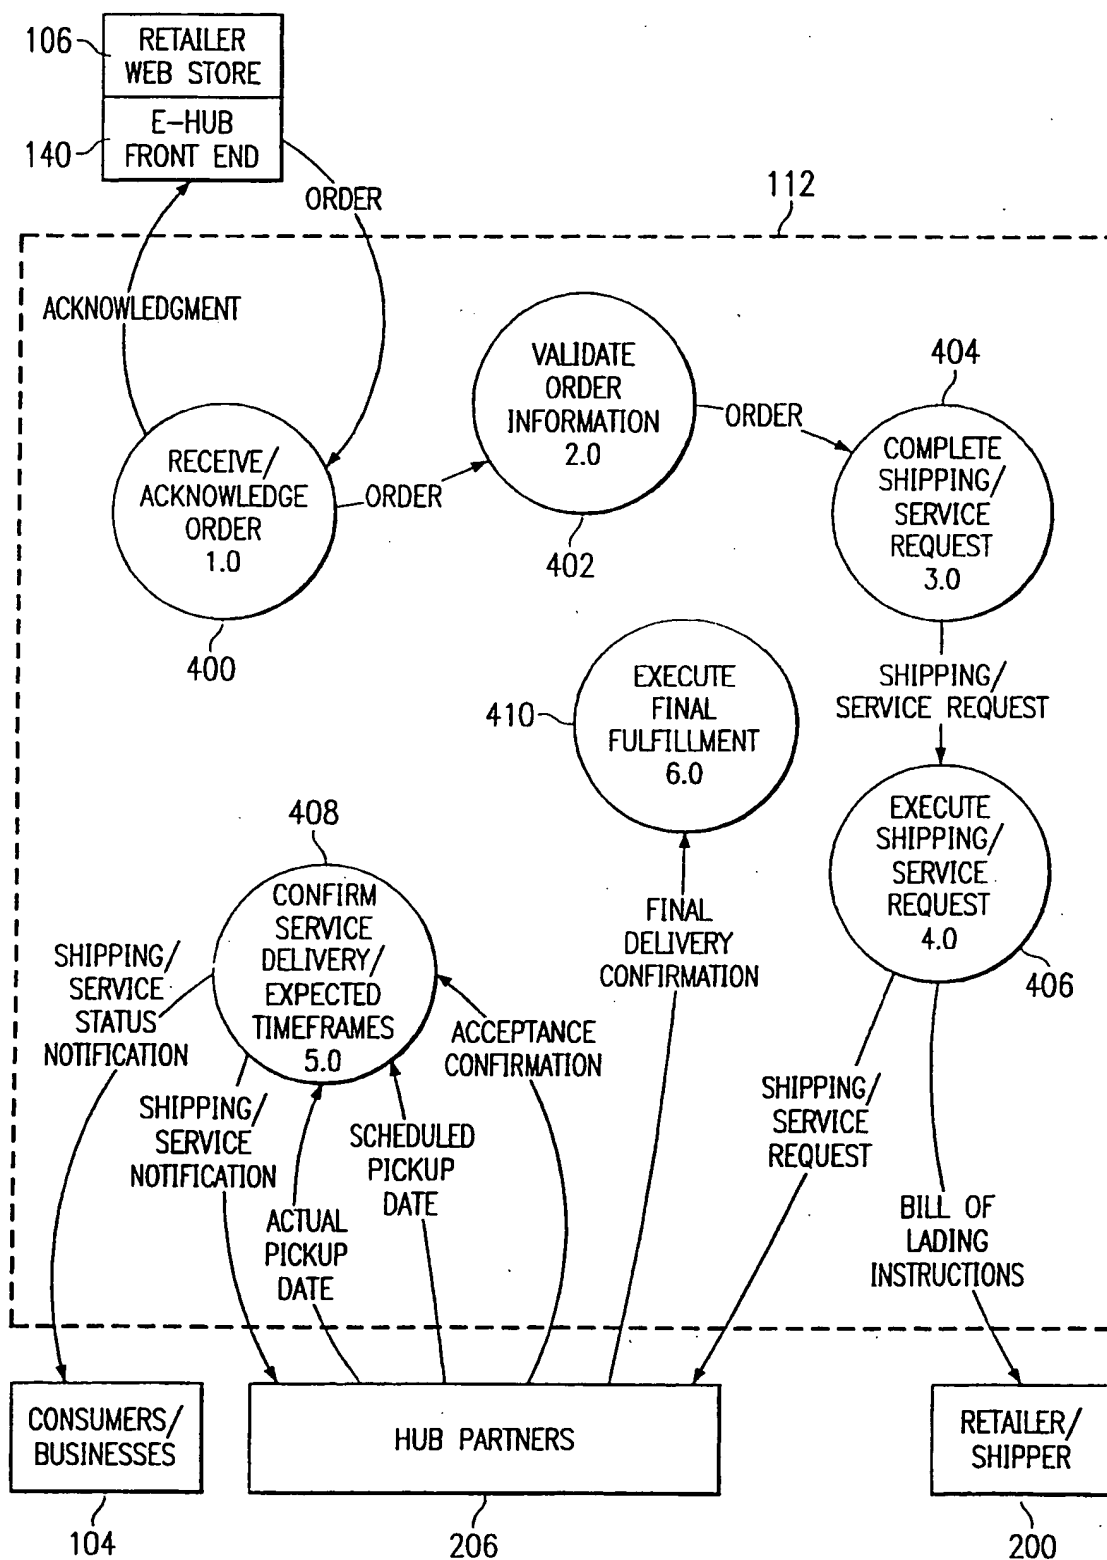 106
RETAILER
WEB STORE
140
E-HUB
FRONT END
ORDER
112
ACKNOWLEDGMENT
RECEIVE/
ACKNOWLEDGE
ORDER
1.0
400
ORDER
VALIDATE
ORDER
INFORMATION
2.0
402
ORDER
404
COMPLETE
SHIPPING/
SERVICE
REQUEST
3.0
SHIPPING/
SERVICE REQUEST
410
EXECUTE
FINAL
FULFILLMENT
6.0
EXECUTE
SHIPPING/
SERVICE
REQUEST
4.0
406
408
CONFIRM
SERVICE
DELIVERY/
EXPECTED
TIMEFRAMES
5.0
SHIPPING/
SERVICE
STATUS
NOTIFICATION
SHIPPING/
SERVICE
NOTIFICATION
ACTUAL
PICKUP
DATE
SCHEDULED
PICKUP
DATE
ACCEPTANCE
CONFIRMATION
FINAL
DELIVERY
CONFIRMATION
SHIPPING/
SERVICE
REQUEST
BILL OF
LADING
INSTRUCTIONS
CONSUMERS/
BUSINESSES
104
HUB PARTNERS
206
RETAILER/
SHIPPER
200